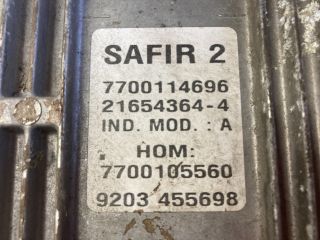 SAFIR 2
7700114696
21654364-4
IND. MOD. : A
HOM:
7700105560
9203 455698